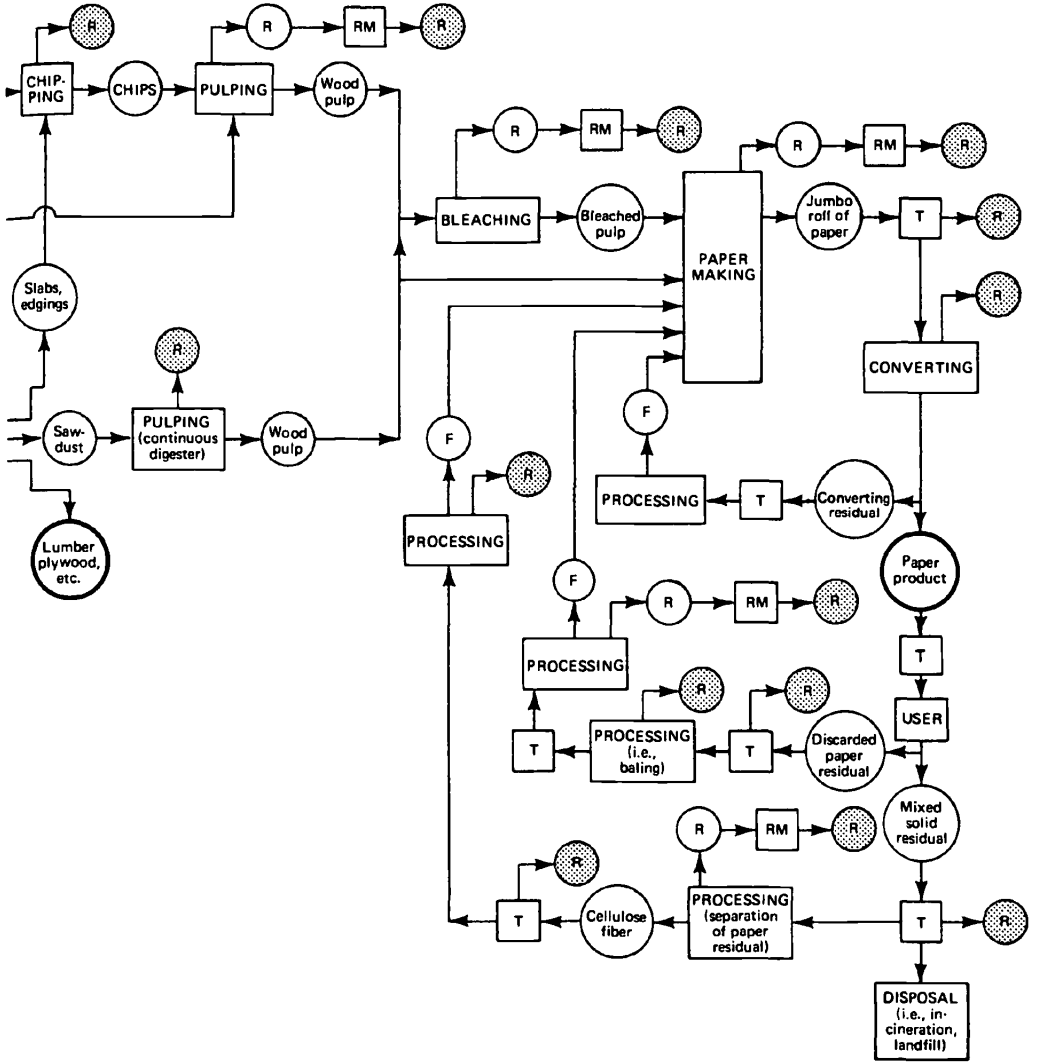 R
R
RM
R
CHIP-
PING
CHIPS
PULPING
Wood
pulp
R
RM
R
R
RM
R
BLEACHING
Bleached
pulp
PAPER
MAKING
Jumbo
roll of
paper
T
R
Slabs,
edgings
R
R
CONVERTING
Saw-
dust
PULPING
(continuous
digester)
Wood
pulp
F
F
R
PROCESSING
T
Converting
residual
PROCESSING
Lumber
plywood,
etc.
Paper
product
F
R
RM
R
PROCESSING
T
R
R
USER
T
PROCESSING
(i.e.,
baling)
T
Discarded
paper
residual
R
RM
R
Mixed
solid
residual
R
T
Cellulose
fiber
PROCESSING
(separation
of paper
residual)
T
R
DISPOSAL
(i.e., in-
cineration,
landfill)